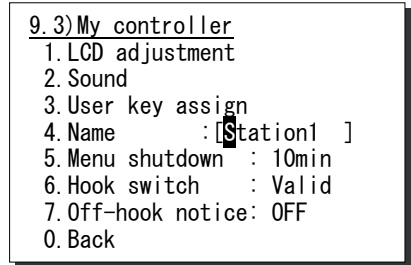 9.3)My controller
1.LCD adjustment
2.Sound
3.User key assign
4.Name :[Station1 ]
5.Menu shutdown : 10min
6.Hook switch : Valid
7.Off-hook notice: OFF
0.Back